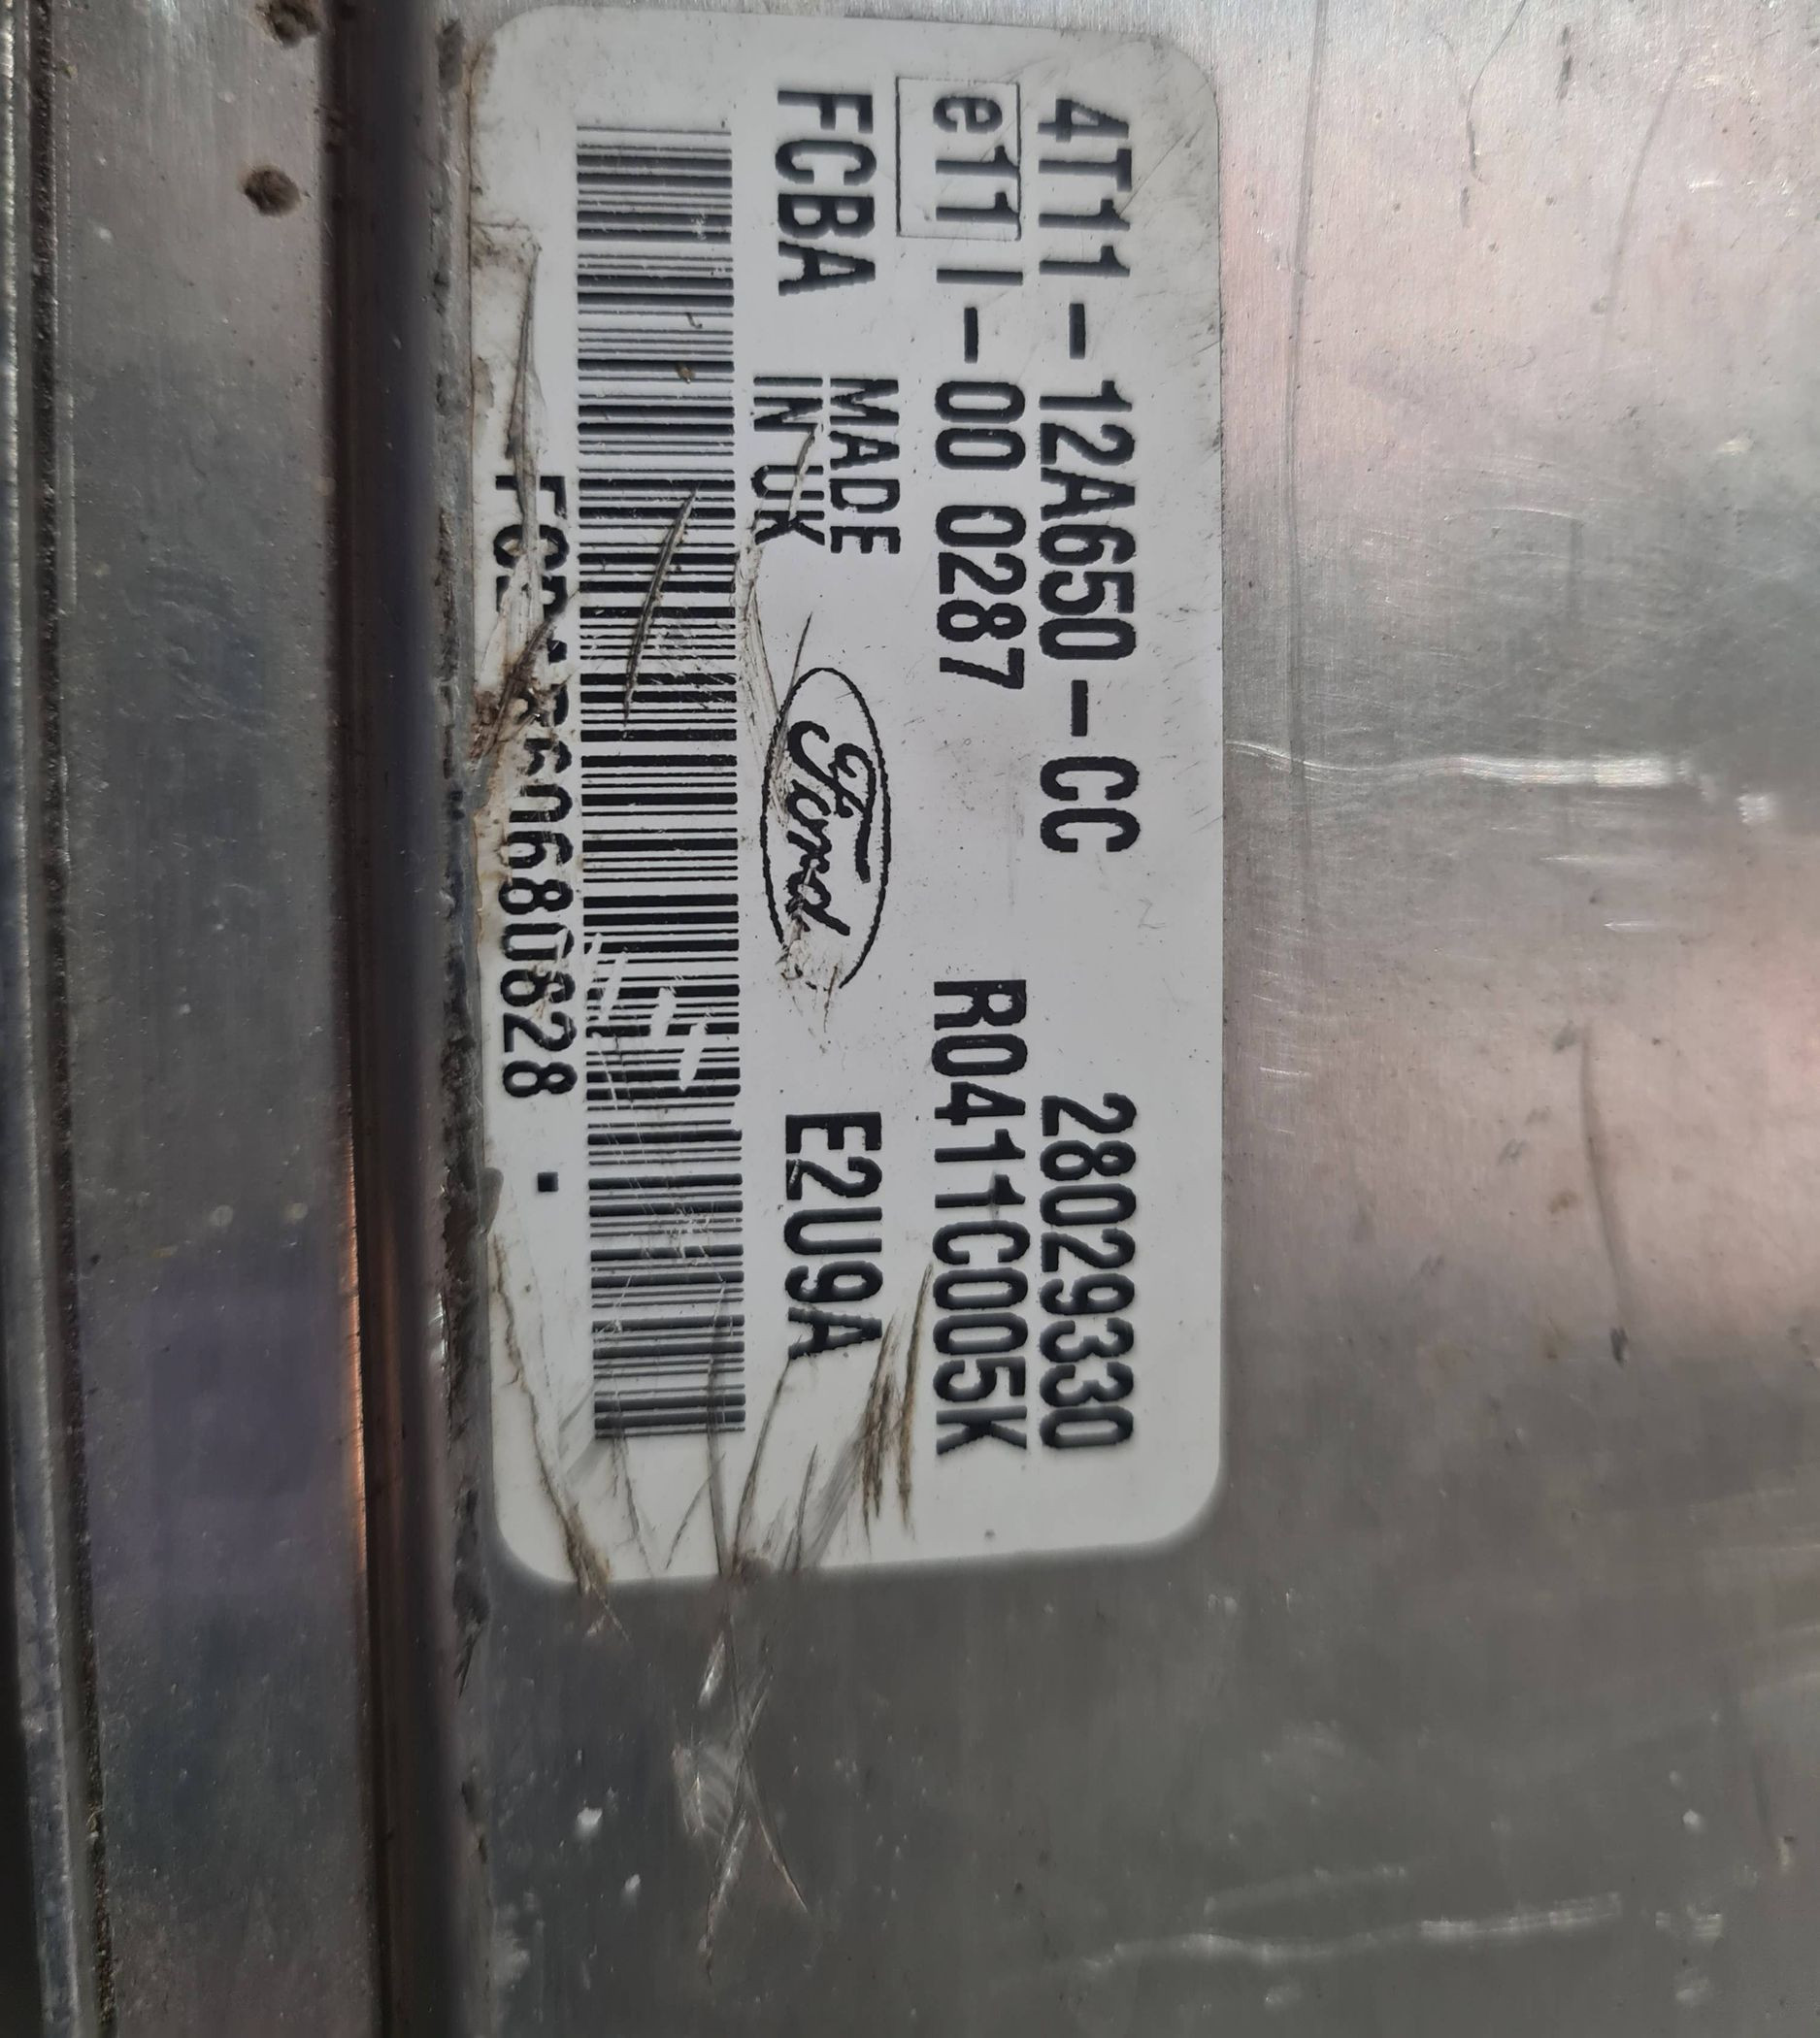 4T11-12A650-CC 28029330
e11 I-00 0287 R0411C005K
FCBA MADE IN UK Ford E2U9A